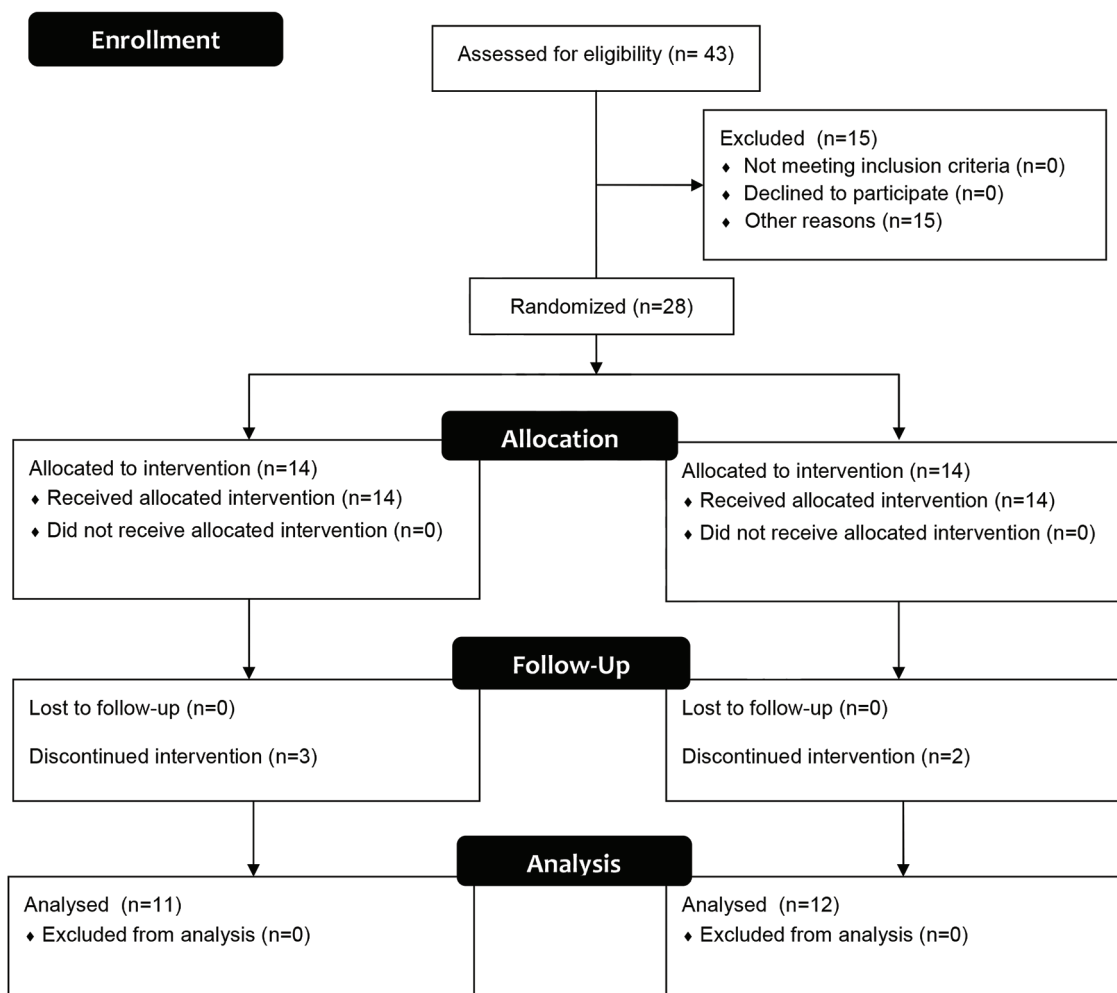 Enrollment
Assessed for eligibility (n= 43)
Excluded (n=15)
♦ Not meeting inclusion criteria (n=0)
♦ Declined to participate (n=0)
♦ Other reasons (n=15)
Randomized (n=28)
Allocation
Allocated to intervention (n=14)
♦ Received allocated intervention (n=14)
♦ Did not receive allocated intervention (n=0)
Allocated to intervention (n=14)
♦ Received allocated intervention (n=14)
♦ Did not receive allocated intervention (n=0)
Follow-Up
Lost to follow-up (n=0)
Discontinued intervention (n=3)
Lost to follow-up (n=0)
Discontinued intervention (n=2)
Analysis
Analysed (n=11)
♦ Excluded from analysis (n=0)
Analysed (n=12)
♦ Excluded from analysis (n=0)